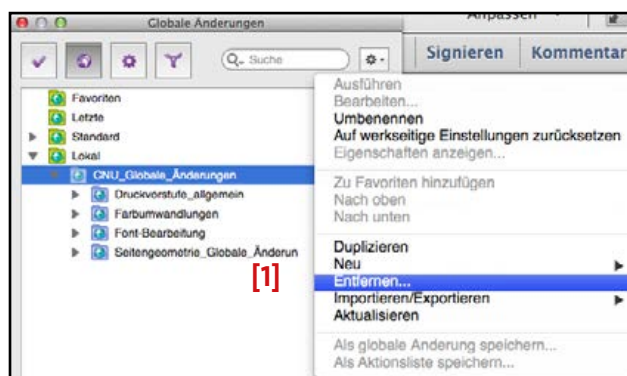 Globale Änderungen
Anpassen
Suche
Signieren
Kommentar
Favoriten
Letzte
Standard
Lokal
CNU_Globale_Änderungen
Druckvorstufe_allgemein
Farbumwandlungen
Font-Bearbeitung
Seitengeometrie_Globale_Änderun
[1]
Ausführen
Bearbeiten...
Umbenennen
Auf werkseitige Einstellungen zurücksetzen
Eigenschaften anzeigen...
Zu Favoriten hinzufügen
Nach oben
Nach unten
Duplizieren
Neu
Entfernen...
Importieren/Exportieren
Aktualisieren
Als globale Änderung speichern...
Als Aktionsliste speichern...